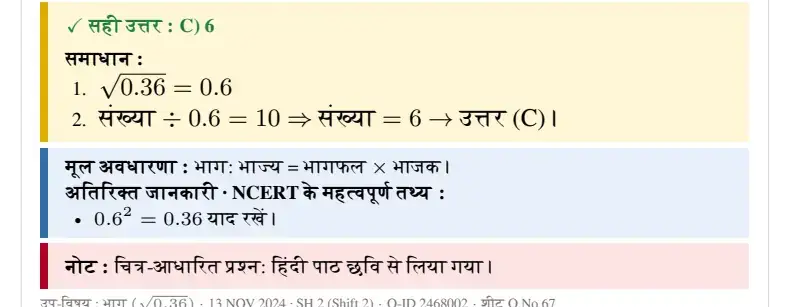 ✓ सही उत्तर : C) 6
समाधान :
1. √0.36 = 0.6
2. संख्या ÷ 0.6 = 10 ⇒ संख्या = 6 → उत्तर (C)।
मूल अवधारणा : भाग: भाज्य = भागफल × भाजक।
अतिरिक्त जानकारी · NCERT के महत्वपूर्ण तथ्य :
• 0.6² = 0.36 याद रखें।
नोट : चित्र-आधारित प्रश्न: हिंदी पाठ छवि से लिया गया।
उप-विषय : भाग (√0.36) · 13 NOV 2024 · SH 2 (Shift 2) · Q-ID 2468002 · शीट Q.No 67